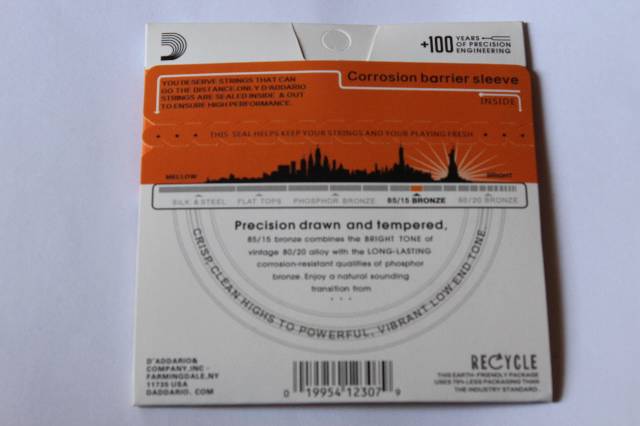 +100 YEARS
OF PRECISION
ENGINEERING
YOU DESERVE STRINGS THAT CAN
GO THE DISTANCE.ONLY D'ADDARIO
STRINGS ARE SEALED INSIDE & OUT
TO ENSURE HIGH PERFORMANCE.
Corrosion barrier sleeve
INSIDE
THIS SEAL HELPS KEEP YOUR STRINGS AND YOUR PLAYING FRESH
MELLOW
BRIGHT
SILK & STEEL FLAT TOPS PHOSPHOR BRONZE 85/15 BRONZE 80/20 BRONZE
Precision drawn and tempered,
85/15 bronze combines the BRIGHT TONE of
vintage 80/20 alloy with the LONG-LASTING
corrosion-resistant qualities of phosphor
bronze. Enjoy a natural sounding
transition from
...
CRISP, CLEAN HIGHS TO POWERFUL, VIBRANT LOW END TONE.
D'ADDARIO&
COMPANY,INC·
FARMINGDALE,NY
11735 USA
DADDARIO. COM
0 19954 12307 9
RECYCLE
THIS EARTH- FRIENDLY PACKAGE
USES 75% LESS PACKAGING THAN
THE INDUSTRY STANDARD.